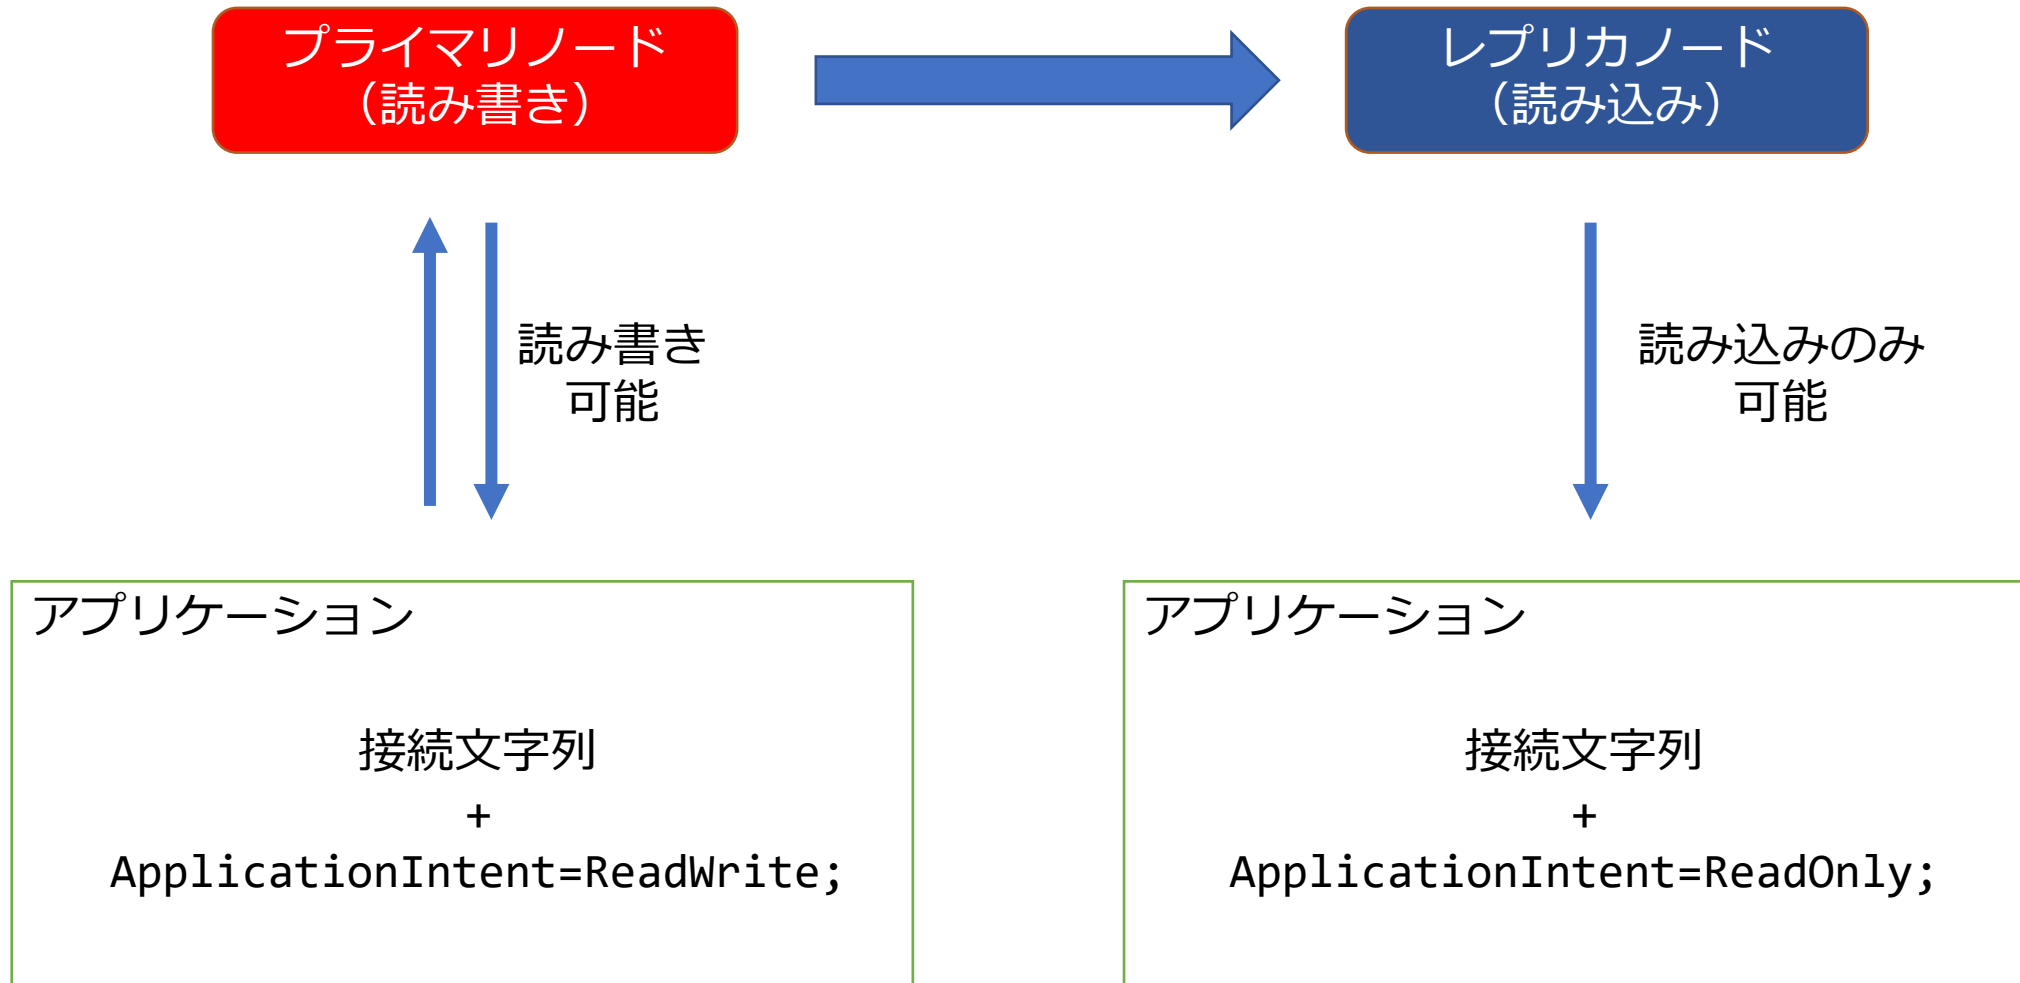 プライマリノード
（読み書き）
レプリカノード
（読み込み）
読み書き
可能
読み込みのみ
可能
アプリケーション
接続文字列
+
ApplicationIntent=ReadWrite;
アプリケーション
接続文字列
+
ApplicationIntent=ReadOnly;